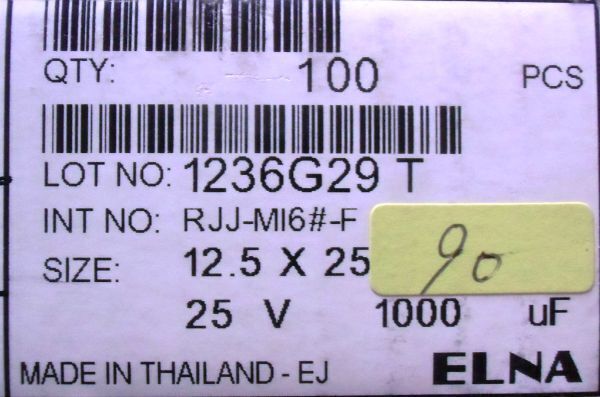 QTY: 100 PCS
LOT NO: 1236G29 T
INT NO: RJJ-MI6#-F
SIZE: 12.5 X 25
90
25 V 1000 uF
MADE IN THAILAND - EJ ELNA